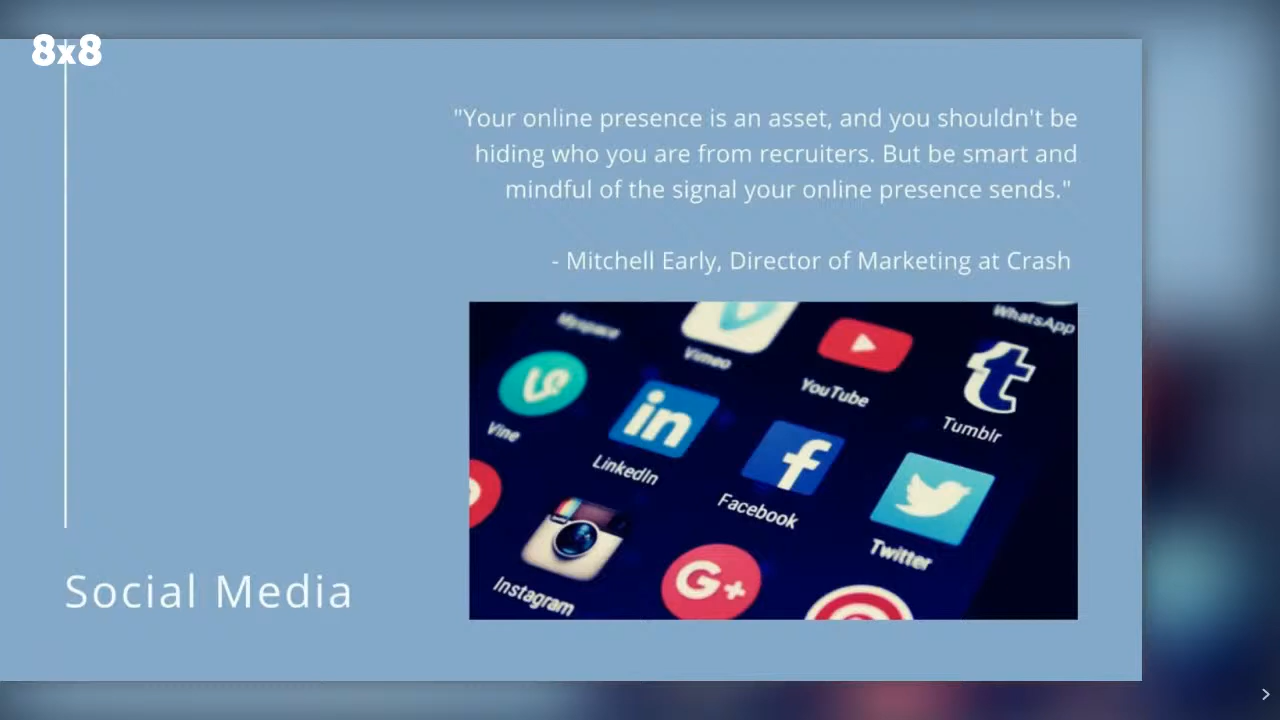 8x8
"Your online presence is an asset, and you shouldn't be
hiding who you are from recruiters. But be smart and
mindful of the signal your online presence sends."
- Mitchell Early, Director of Marketing at Crash
Myspace
Vimeo
YouTube
WhatsApp
Tumblr
Vine
LinkedIn
Facebook
Twitter
Instagram
G+
Social Media